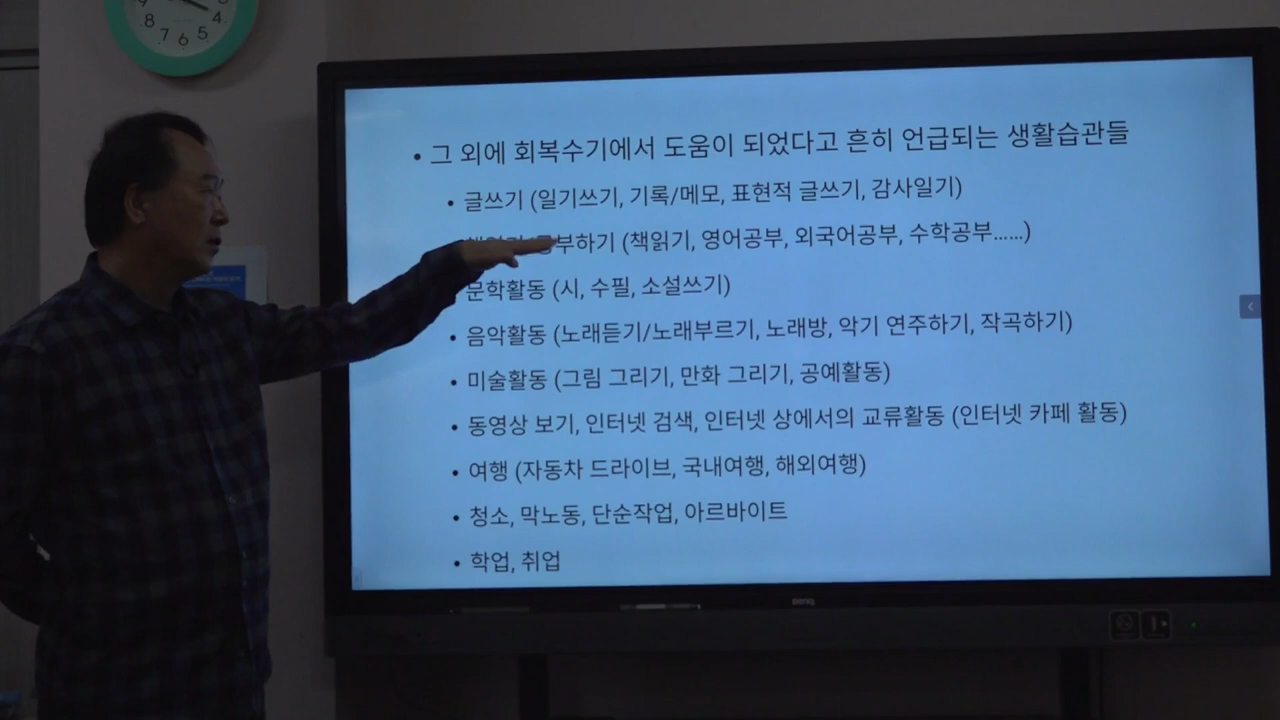 8
7
6
5
4
• 그 외에 회복수기에서 도움이 되었다고 흔히 언급되는 생활습관들
• 글쓰기 (일기쓰기, 기록/메모, 표현적 글쓰기, 감사일기)
공부하기 (책읽기, 영어공부, 외국어공부, 수학공부......)
• 문학활동 (시, 수필, 소설쓰기)
• 음악활동 (노래듣기/노래부르기, 노래방, 악기 연주하기, 작곡하기)
• 미술활동 (그림 그리기, 만화 그리기, 공예활동)
• 동영상 보기, 인터넷 검색, 인터넷 상에서의 교류활동 (인터넷 카페 활동)
• 여행 (자동차 드라이브, 국내여행, 해외여행)
• 청소, 막노동, 단순작업, 아르바이트
• 학업, 취업
BenQ